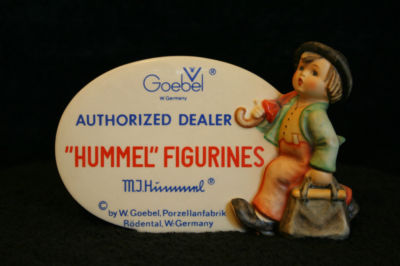 Goebel ®
W. Germany
AUTHORIZED DEALER
"HUMMEL" FIGURINES
M.J. Hummel ®
© by W. Goebel, Porzellanfabrik
Rödental, W.-Germany